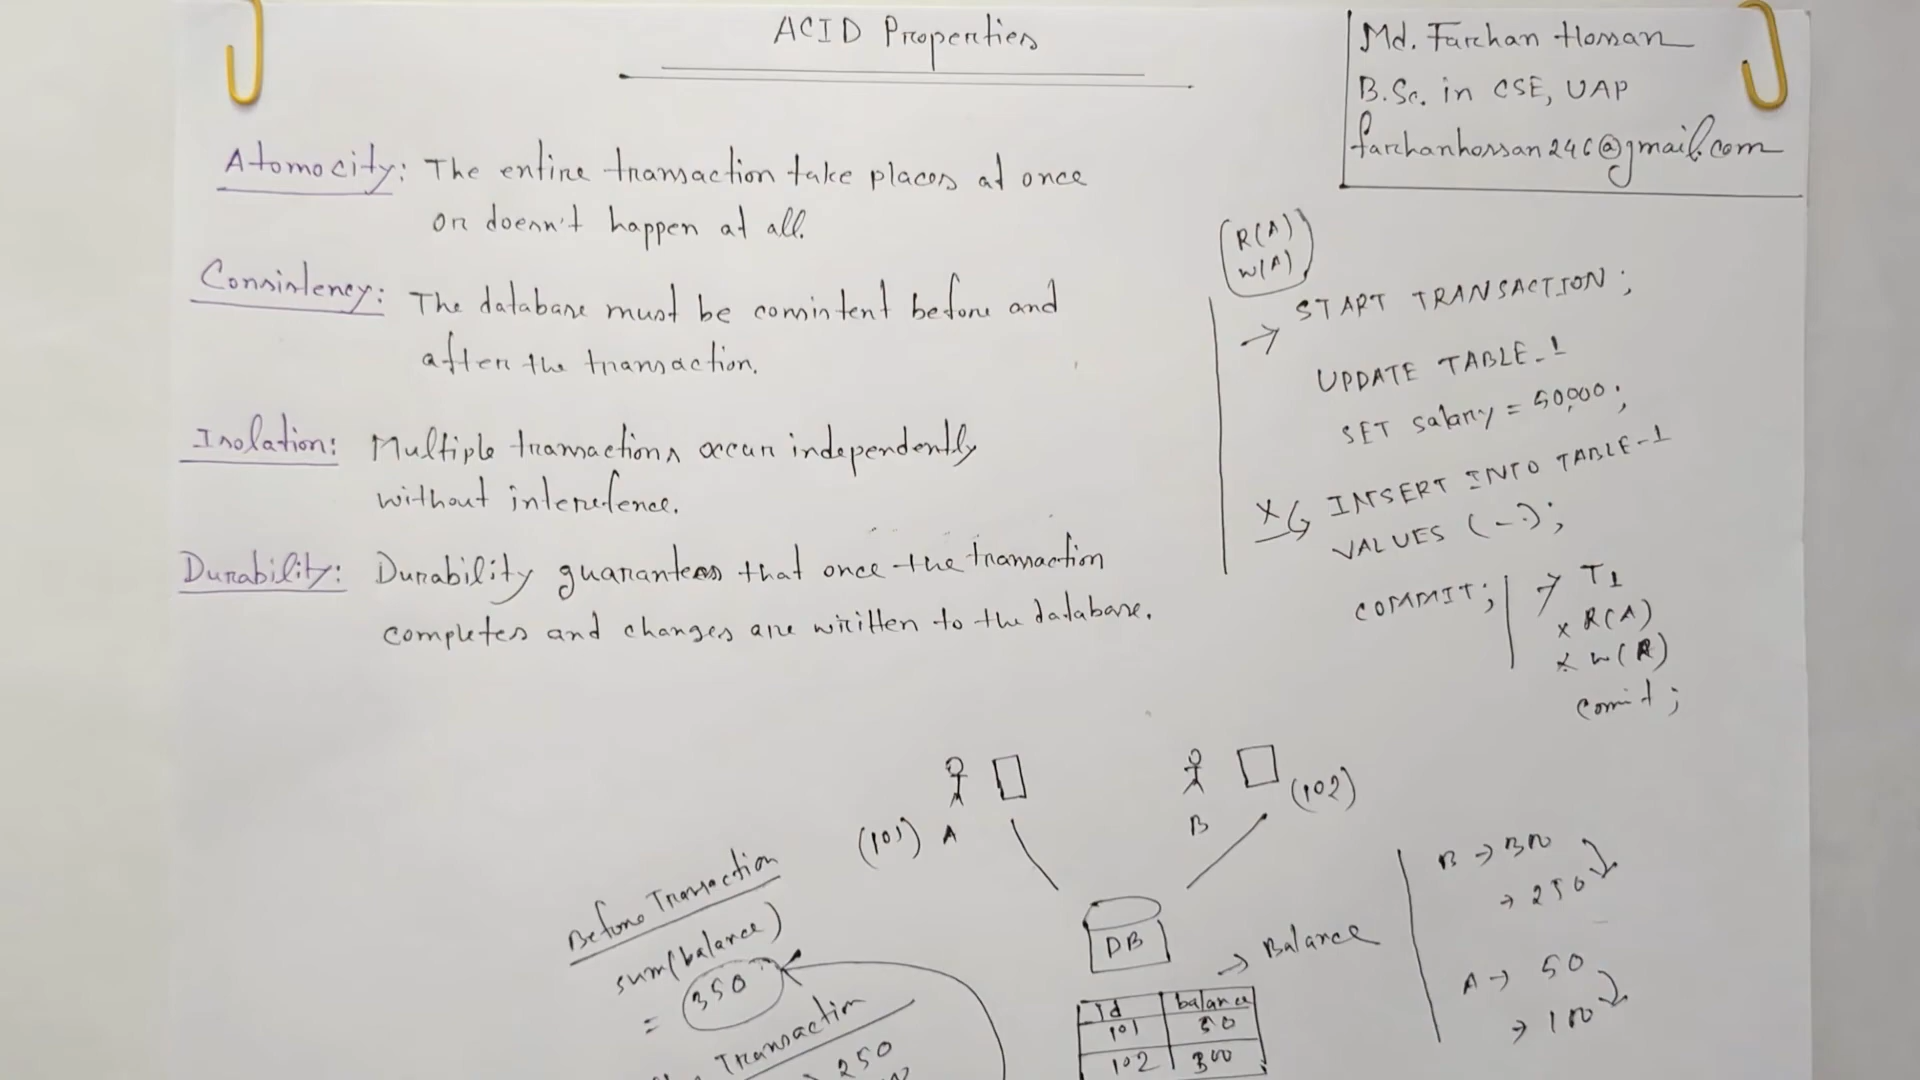 ACID Properties
Md. Farhan Hossan
B.Sc. in CSE, UAP
farhanhossan246@gmail.com
Atomocity: The entire transaction take places at once
or doesn't happen at all.
Consistency: The database must be consistent before and
after the transaction.
Isolation: Multiple transactions occur independently
without interefence.
Durability: Durability guarantees that once the transaction
completes and changes are written to the database.
R(A)
W(A)
START TRANSACTION;
UPDATE TABLE_1
SET salary = 50,000;
INSERT INTO TABLE-1
VALUES (-..);
COMMIT;
T1
x R(A)
x W(A)
Commit;
(101) A
B (102)
DB
→ Balance
Id balance
101 50
102 300
Before Transaction
sum(balance)
= 350
Transaction
250
B → 300
→ 250
A → 50
→ 100